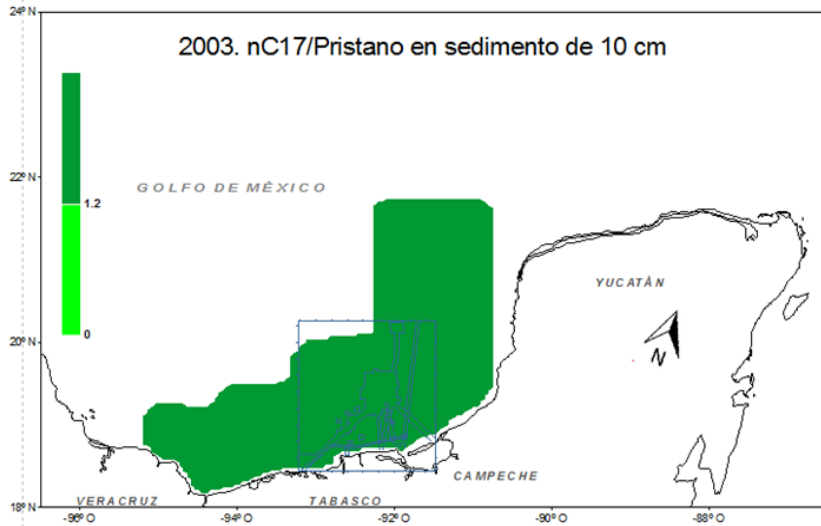 24° N
2003. nC17/Pristano en sedimento de 10 cm
22° N
GOLFO DE MÈXICO
1.2
YUCATÀN
0
20° N
N
CAMPECHE
18° N
VERACRUZ
TABASCO
-96° O
-94° O
-92° O
-90° O
-88° O